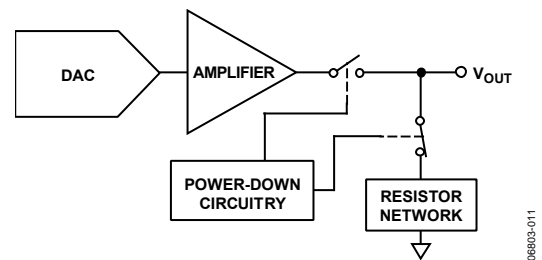 DAC
AMPLIFIER
VOUT
POWER-DOWN
CIRCUITRY
RESISTOR
NETWORK
06803-011